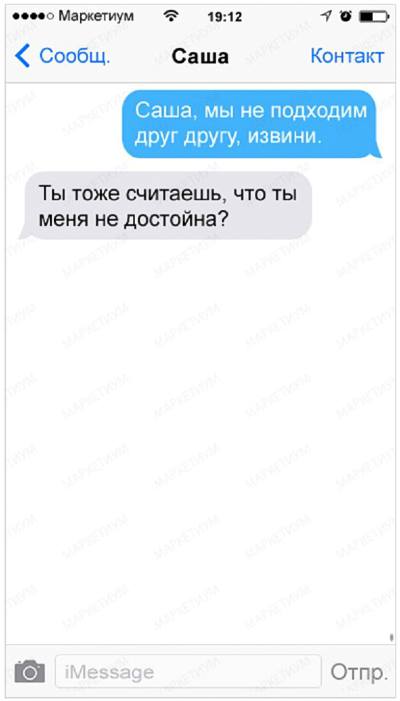 Маркетиум 19:12
Сообщ. Саша Контакт
Саша, мы не подходим
друг другу, извини.
Ты тоже считаешь, что ты
меня не достойна?
iMessage Отпр.
МАРКЕТИУМ